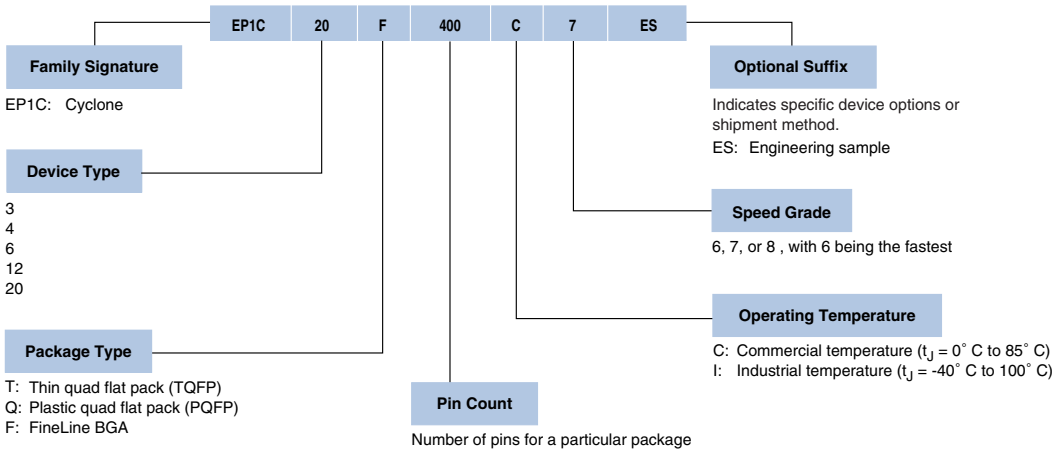 EP1C 20 F 400 C 7 ES
Family Signature
EP1C: Cyclone
Device Type
3
4
6
12
20
Package Type
T: Thin quad flat pack (TQFP)
Q: Plastic quad flat pack (PQFP)
F: FineLine BGA
Pin Count
Number of pins for a particular package
Optional Suffix
Indicates specific device options or
shipment method.
ES: Engineering sample
Speed Grade
6, 7, or 8 , with 6 being the fastest
Operating Temperature
C: Commercial temperature (tJ = 0° C to 85° C)
I: Industrial temperature (tJ = -40° C to 100° C)